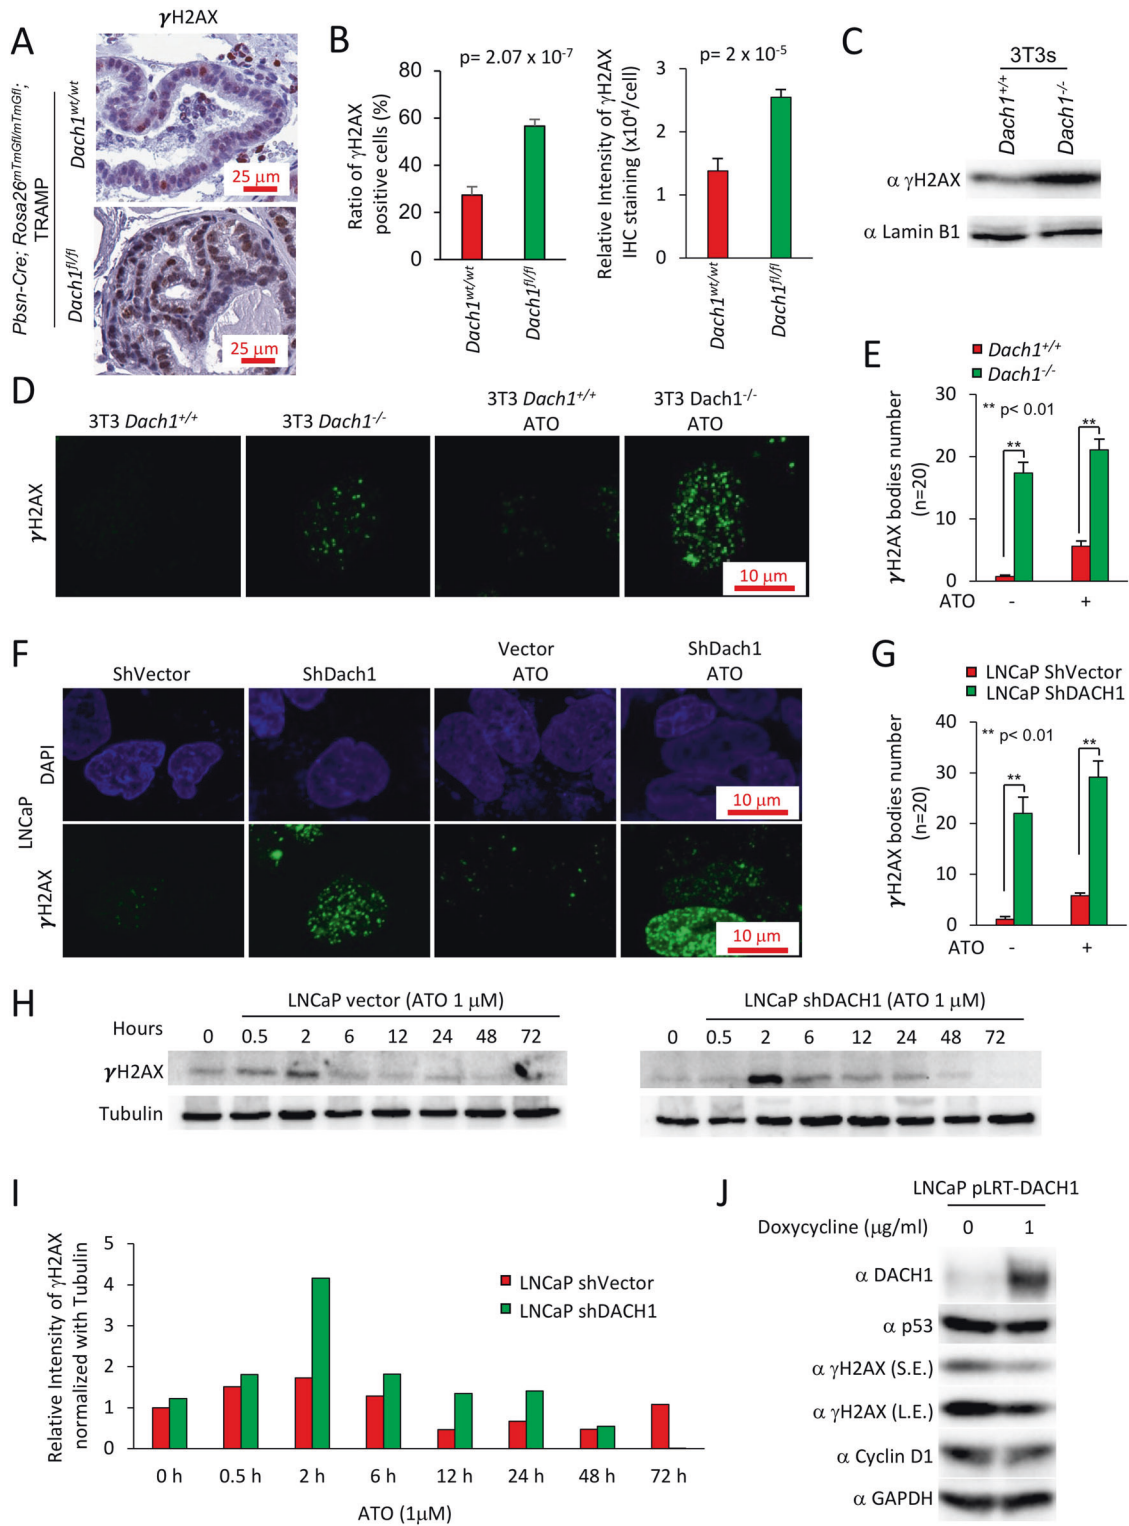 A
γH2AX
Pbsn-Cre; Rosa26mTmGfl/mTmGfl;
TRAMP
Dach1wt/wt
Dach1fl/fl
25 μm
25 μm
B
p= 2.07 x 10-7
Ratio of γH2AX
positive cells (%)
80
60
40
20
0
Dach1wt/wt
Dach1fl/fl
p= 2 x 10-5
Relative Intensity of γH2AX
IHC staining (x104/cell)
3
2
1
0
Dach1wt/wt
Dach1fl/fl
C
3T3s
Dach1+/+
Dach1-/-
α γH2AX
α Lamin B1
D
3T3 Dach1+/+
3T3 Dach1-/-
3T3 Dach1+/+
ATO
3T3 Dach1-/-
ATO
γH2AX
10 μm
E
Dach1+/+
Dach1-/-
** p< 0.01
γH2AX bodies number
(n=20)
30
20
10
0
**
**
ATO - +
F
ShVector
ShDach1
Vector
ATO
ShDach1
ATO
LNCaP
DAPI
γH2AX
10 μm
10 μm
G
LNCaP ShVector
LNCaP ShDACH1
** p< 0.01
γH2AX bodies number
(n=20)
40
30
20
10
0
**
**
ATO - +
H
LNCaP vector (ATO 1 μM)
Hours 0 0.5 2 6 12 24 48 72
γH2AX
Tubulin
LNCaP shDACH1 (ATO 1 μM)
0 0.5 2 6 12 24 48 72
I
Relative Intensity of γH2AX
normalized with Tubulin
5
4
3
2
1
0
LNCaP shVector
LNCaP shDACH1
0 h 0.5 h 2 h 6 h 12 h 24 h 48 h 72 h
ATO (1μM)
J
LNCaP pLRT-DACH1
Doxycycline (μg/ml) 0 1
α DACH1
α p53
α γH2AX (S.E.)
α γH2AX (L.E.)
α Cyclin D1
α GAPDH